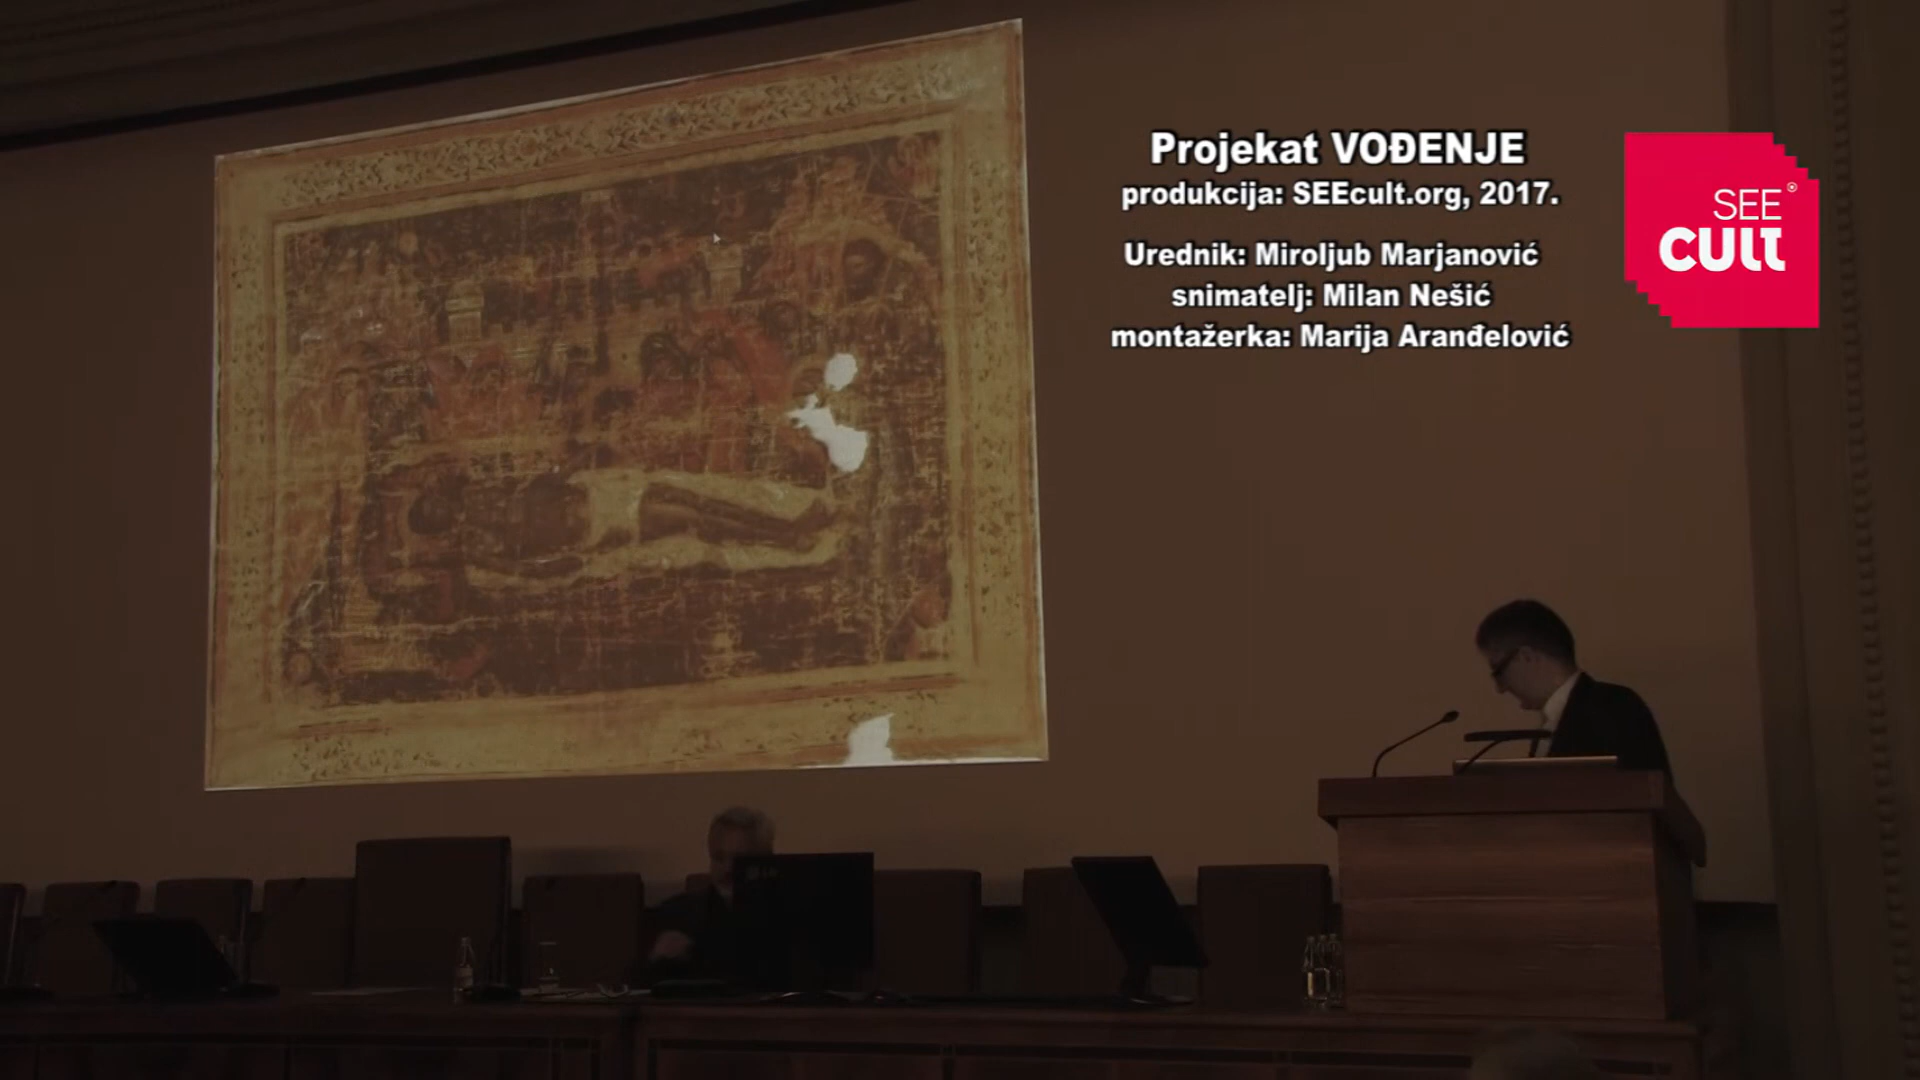 Projekat VOĐENJE
produkcija: SEEcult.org, 2017.
Urednik: Miroljub Marjanović
snimatelj: Milan Nešić
montažerka: Marija Aranđelović
SEE
cult